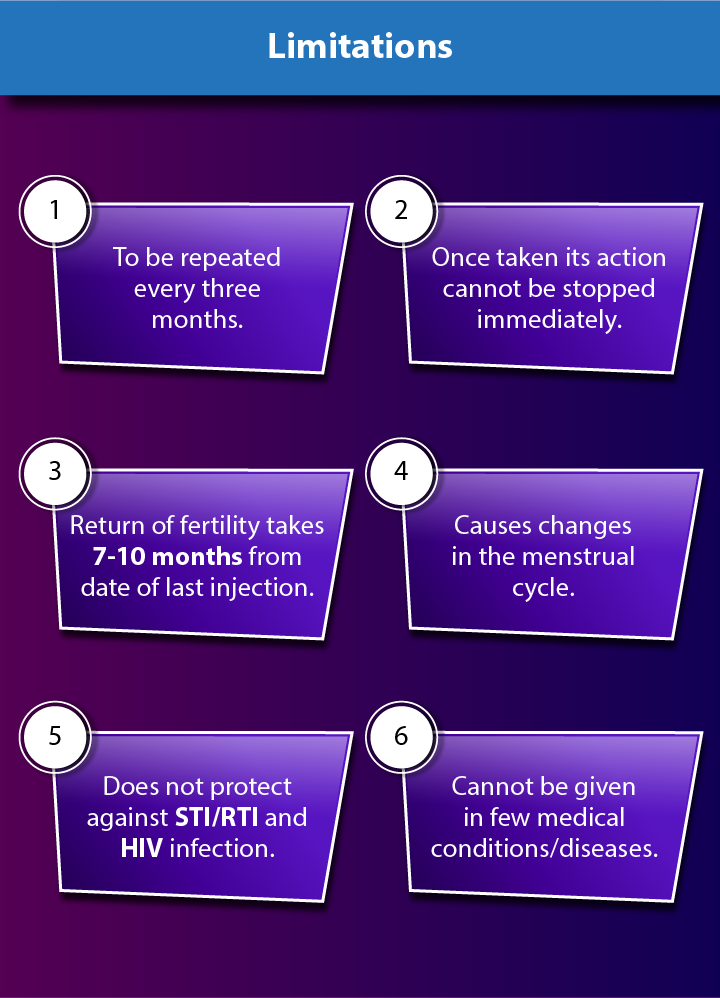 Limitations
1
To be repeated
every three
months.
2
Once taken its action
cannot be stopped
immediately.
3
Return of fertility takes
7-10 months from
date of last injection.
4
Causes changes
in the menstrual
cycle.
5
Does not protect
against STI/RTI and
HIV infection.
6
Cannot be given
in few medical
conditions/diseases.